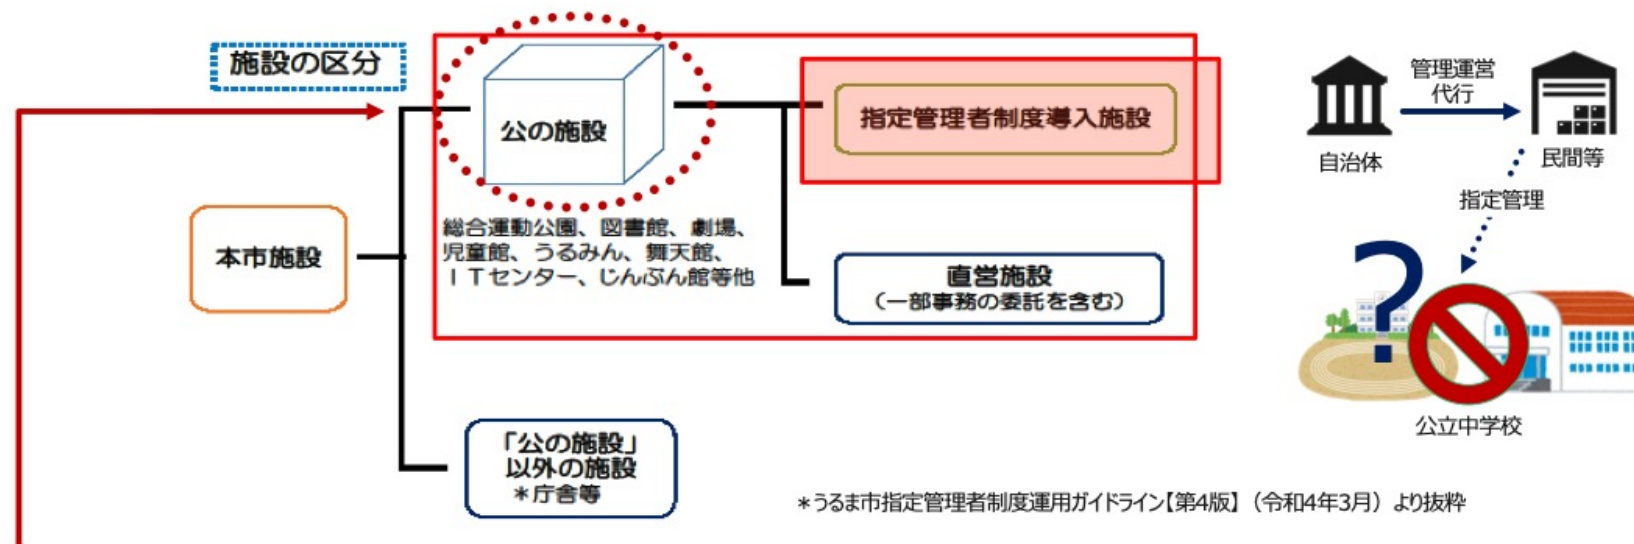 施設の区分
公の施設
指定管理者制度導入施設
総合運動公園、図書館、劇場、
児童館、うるみん、舞天館、
ITセンター、じんぶん館等他
本市施設
直営施設
(一部事務の委託を含む)
「公の施設」
以外の施設
*庁舎等
管理運営
代行
自治体
民間等
指定管理
?
公立中学校
*うるま市指定管理者制度運用ガイドライン【第4版】(令和4年3月)より抜粋